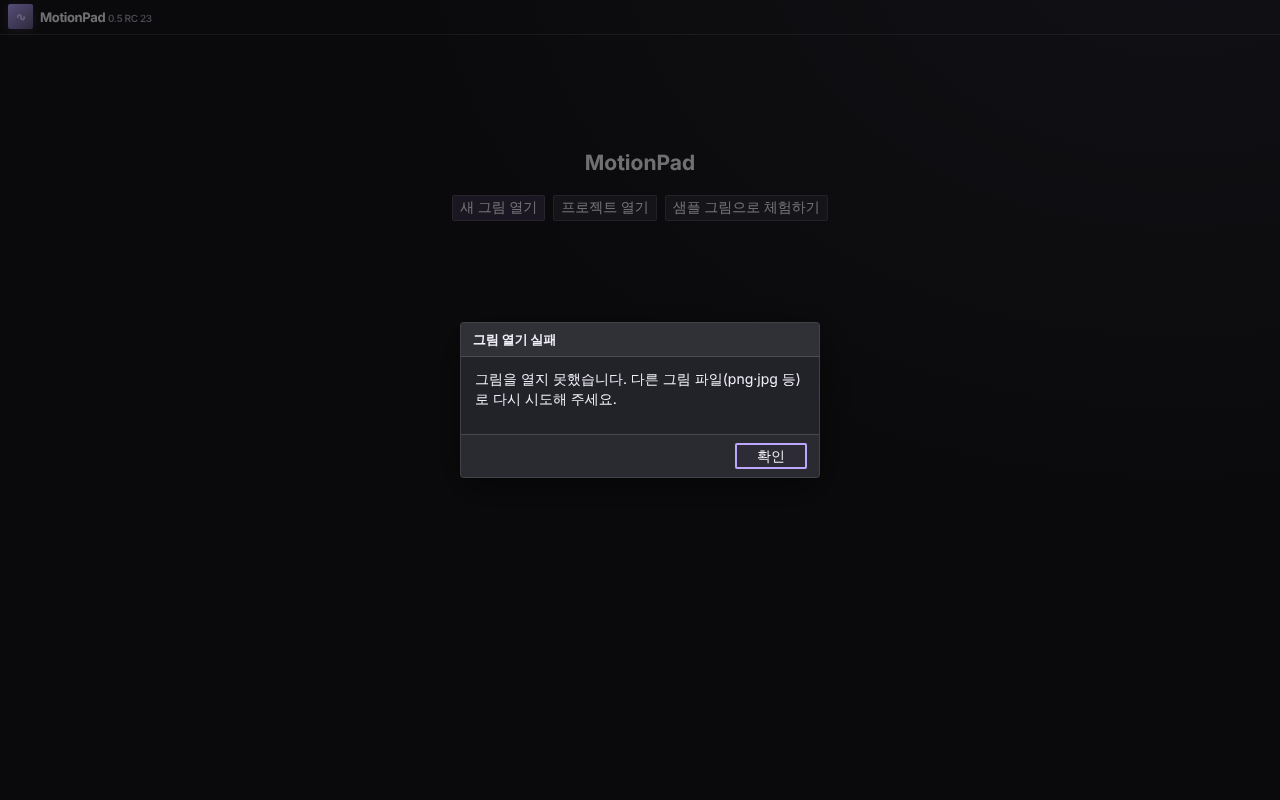 MotionPad 0.5 RC 23
MotionPad
새 그림 열기 프로젝트 열기 샘플 그림으로 체험하기
그림 열기 실패
그림을 열지 못했습니다. 다른 그림 파일(png·jpg 등)
로 다시 시도해 주세요.
확인